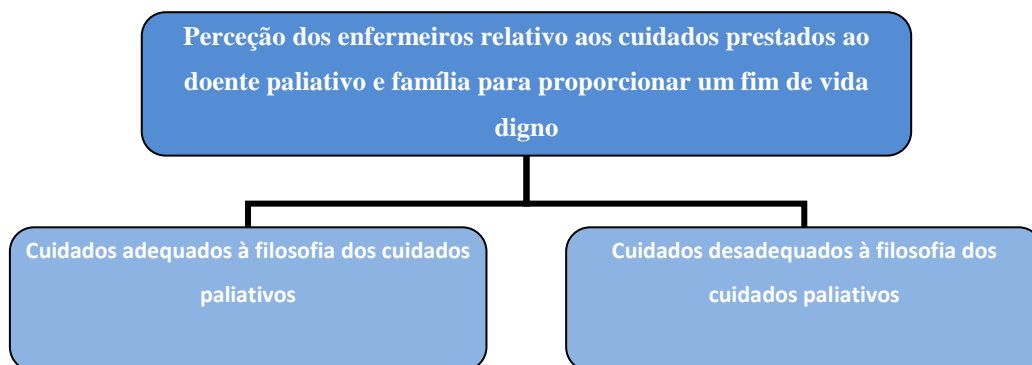 Perceção dos enfermeiros relativo aos cuidados prestados ao
doente paliativo e família para proporcionar um fim de vida
digno
Cuidados adequados à filosofia dos cuidados
paliativos
Cuidados desadequados à filosofia dos
cuidados paliativos